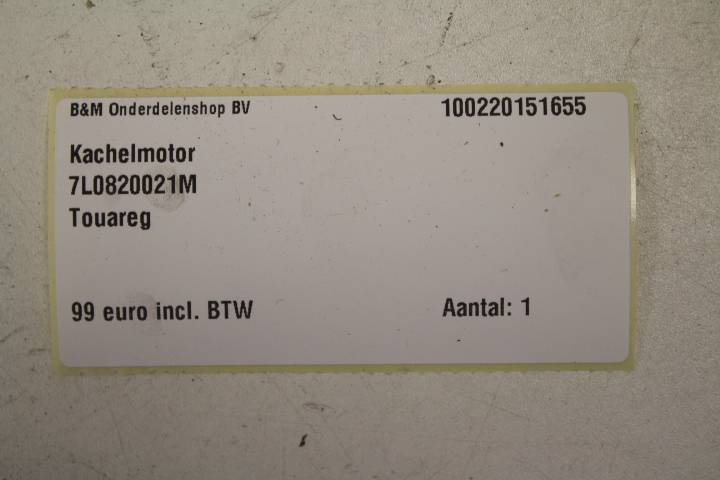 B&M Onderdelenshop BV 100220151655
Kachelmotor
7L0820021M
Touareg
99 euro incl. BTW Aantal: 1